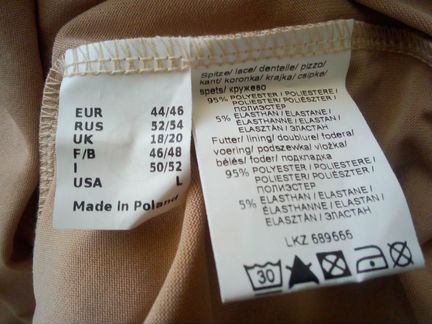 EUR 44/46
RUS 52/54
UK 18/20
F/B 46/48
I 50/52
USA L
Made in Poland
Spitze/ lace/ dentelle/ pizzo/
kant/ koronka/ krajka/ csipke/
spets/ кружево
95% POLYESTER / POLIESTERE /
POLIESTER/ POLIÉSZTER /
ПОЛИЭСТЕР
5% ELASTHAN / ELASTANE /
ELASTHANNE / ELASTAN /
ELASZTÁN / ЭЛАСТАН
Futter/ lining/ doublure/ fodera/
voering/ podszewka/ vložka/
bélés/ foder/ подкладка
95% POLYESTER / POLIESTERE /
POLIESTER/ POLIÉSZTER /
ПОЛИЭСТЕР
5% ELASTHAN / ELASTANE /
ELASTHANNE / ELASTAN /
ELASZTÁN / ЭЛАСТАН
LKZ 689666
30